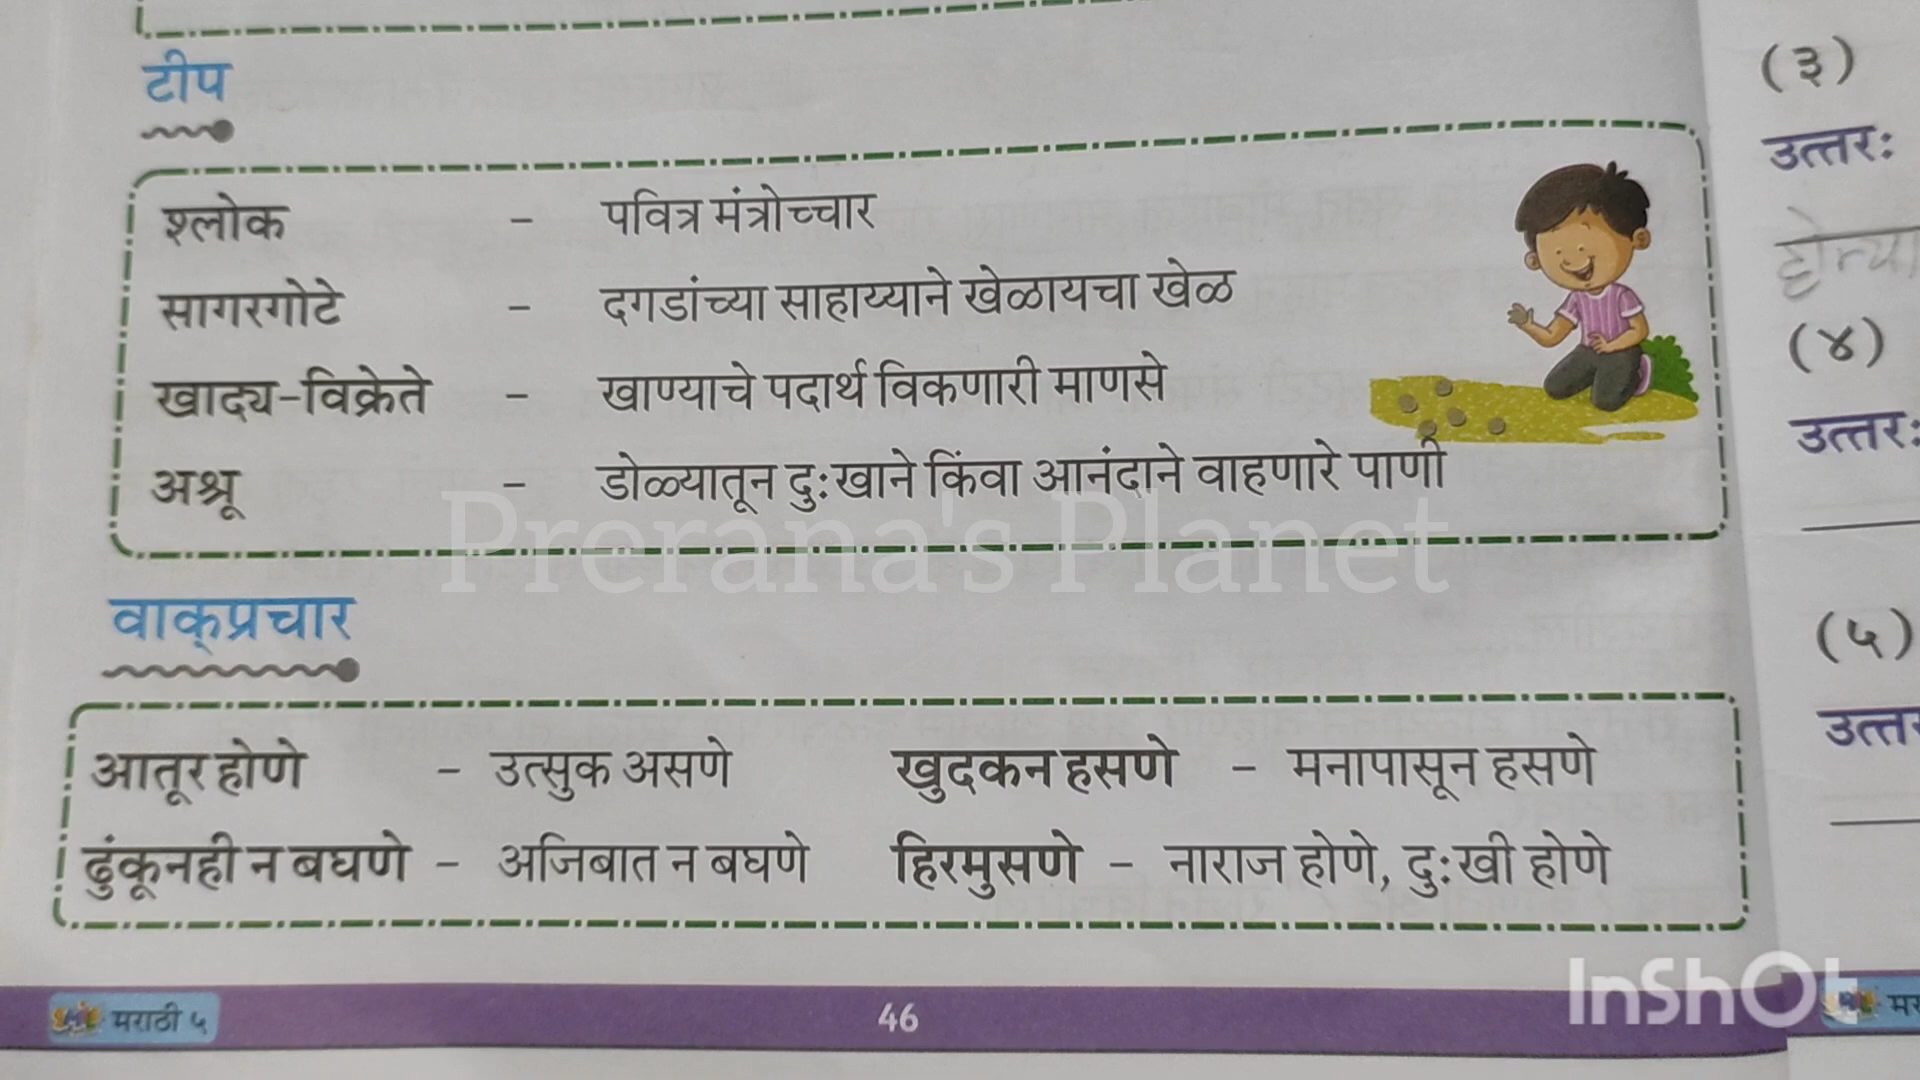 टीप
श्लोक - पवित्र मंत्रोच्चार
सागरगोटे - दगडांच्या साहाय्याने खेळायचा खेळ
खाद्य-विक्रेते - खाण्याचे पदार्थ विकणारी माणसे
अश्रू - डोळ्यातून दुःखाने किंवा आनंदाने वाहणारे पाणी
Prerana's Planet
वाक्‌प्रचार
आतूर होणे - उत्सुक असणे खुदकन हसणे - मनापासून हसणे
ढुंकूनही न बघणे - अजिबात न बघणे हिरमुसणे - नाराज होणे, दुःखी होणे
मराठी ५
46
(३)
उत्तर:
होत्या
(४)
उत्तर:
(५)
InShOt